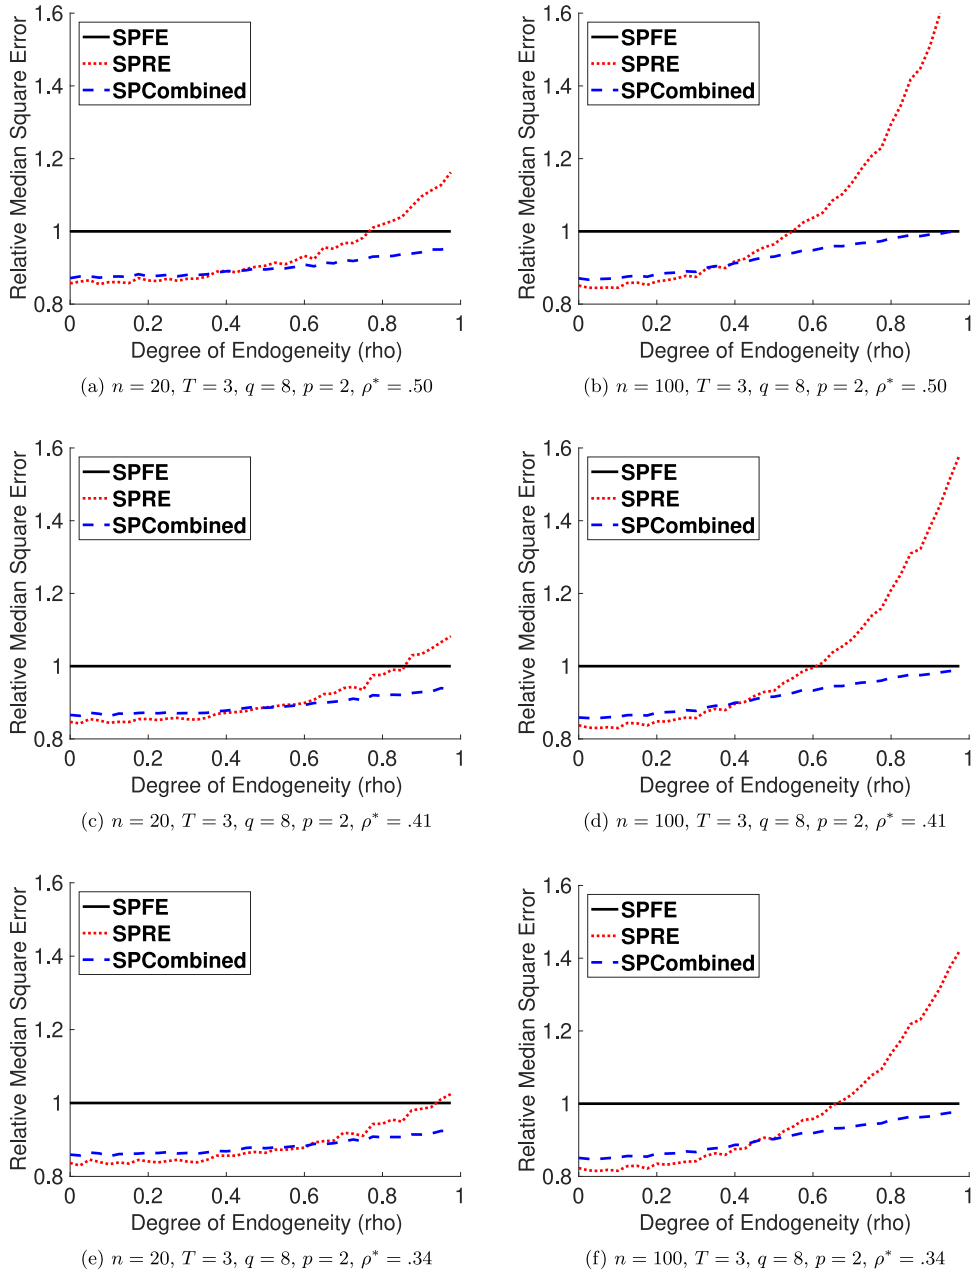 Relative Median Square Error
1.6
1.4
1.2
1
0.8
SPFE
SPRE
SPCombined
0 0.2 0.4 0.6 0.8 1
Degree of Endogeneity (rho)
(a) n = 20, T = 3, q = 8, p = 2, ρ* = .50
Relative Median Square Error
1.6
1.4
1.2
1
0.8
SPFE
SPRE
SPCombined
0 0.2 0.4 0.6 0.8 1
Degree of Endogeneity (rho)
(b) n = 100, T = 3, q = 8, p = 2, ρ* = .50
Relative Median Square Error
1.6
1.4
1.2
1
0.8
SPFE
SPRE
SPCombined
0 0.2 0.4 0.6 0.8 1
Degree of Endogeneity (rho)
(c) n = 20, T = 3, q = 8, p = 2, ρ* = .41
Relative Median Square Error
1.6
1.4
1.2
1
0.8
SPFE
SPRE
SPCombined
0 0.2 0.4 0.6 0.8 1
Degree of Endogeneity (rho)
(d) n = 100, T = 3, q = 8, p = 2, ρ* = .41
Relative Median Square Error
1.6
1.4
1.2
1
0.8
SPFE
SPRE
SPCombined
0 0.2 0.4 0.6 0.8 1
Degree of Endogeneity (rho)
(e) n = 20, T = 3, q = 8, p = 2, ρ* = .34
Relative Median Square Error
1.6
1.4
1.2
1
0.8
SPFE
SPRE
SPCombined
0 0.2 0.4 0.6 0.8 1
Degree of Endogeneity (rho)
(f) n = 100, T = 3, q = 8, p = 2, ρ* = .34